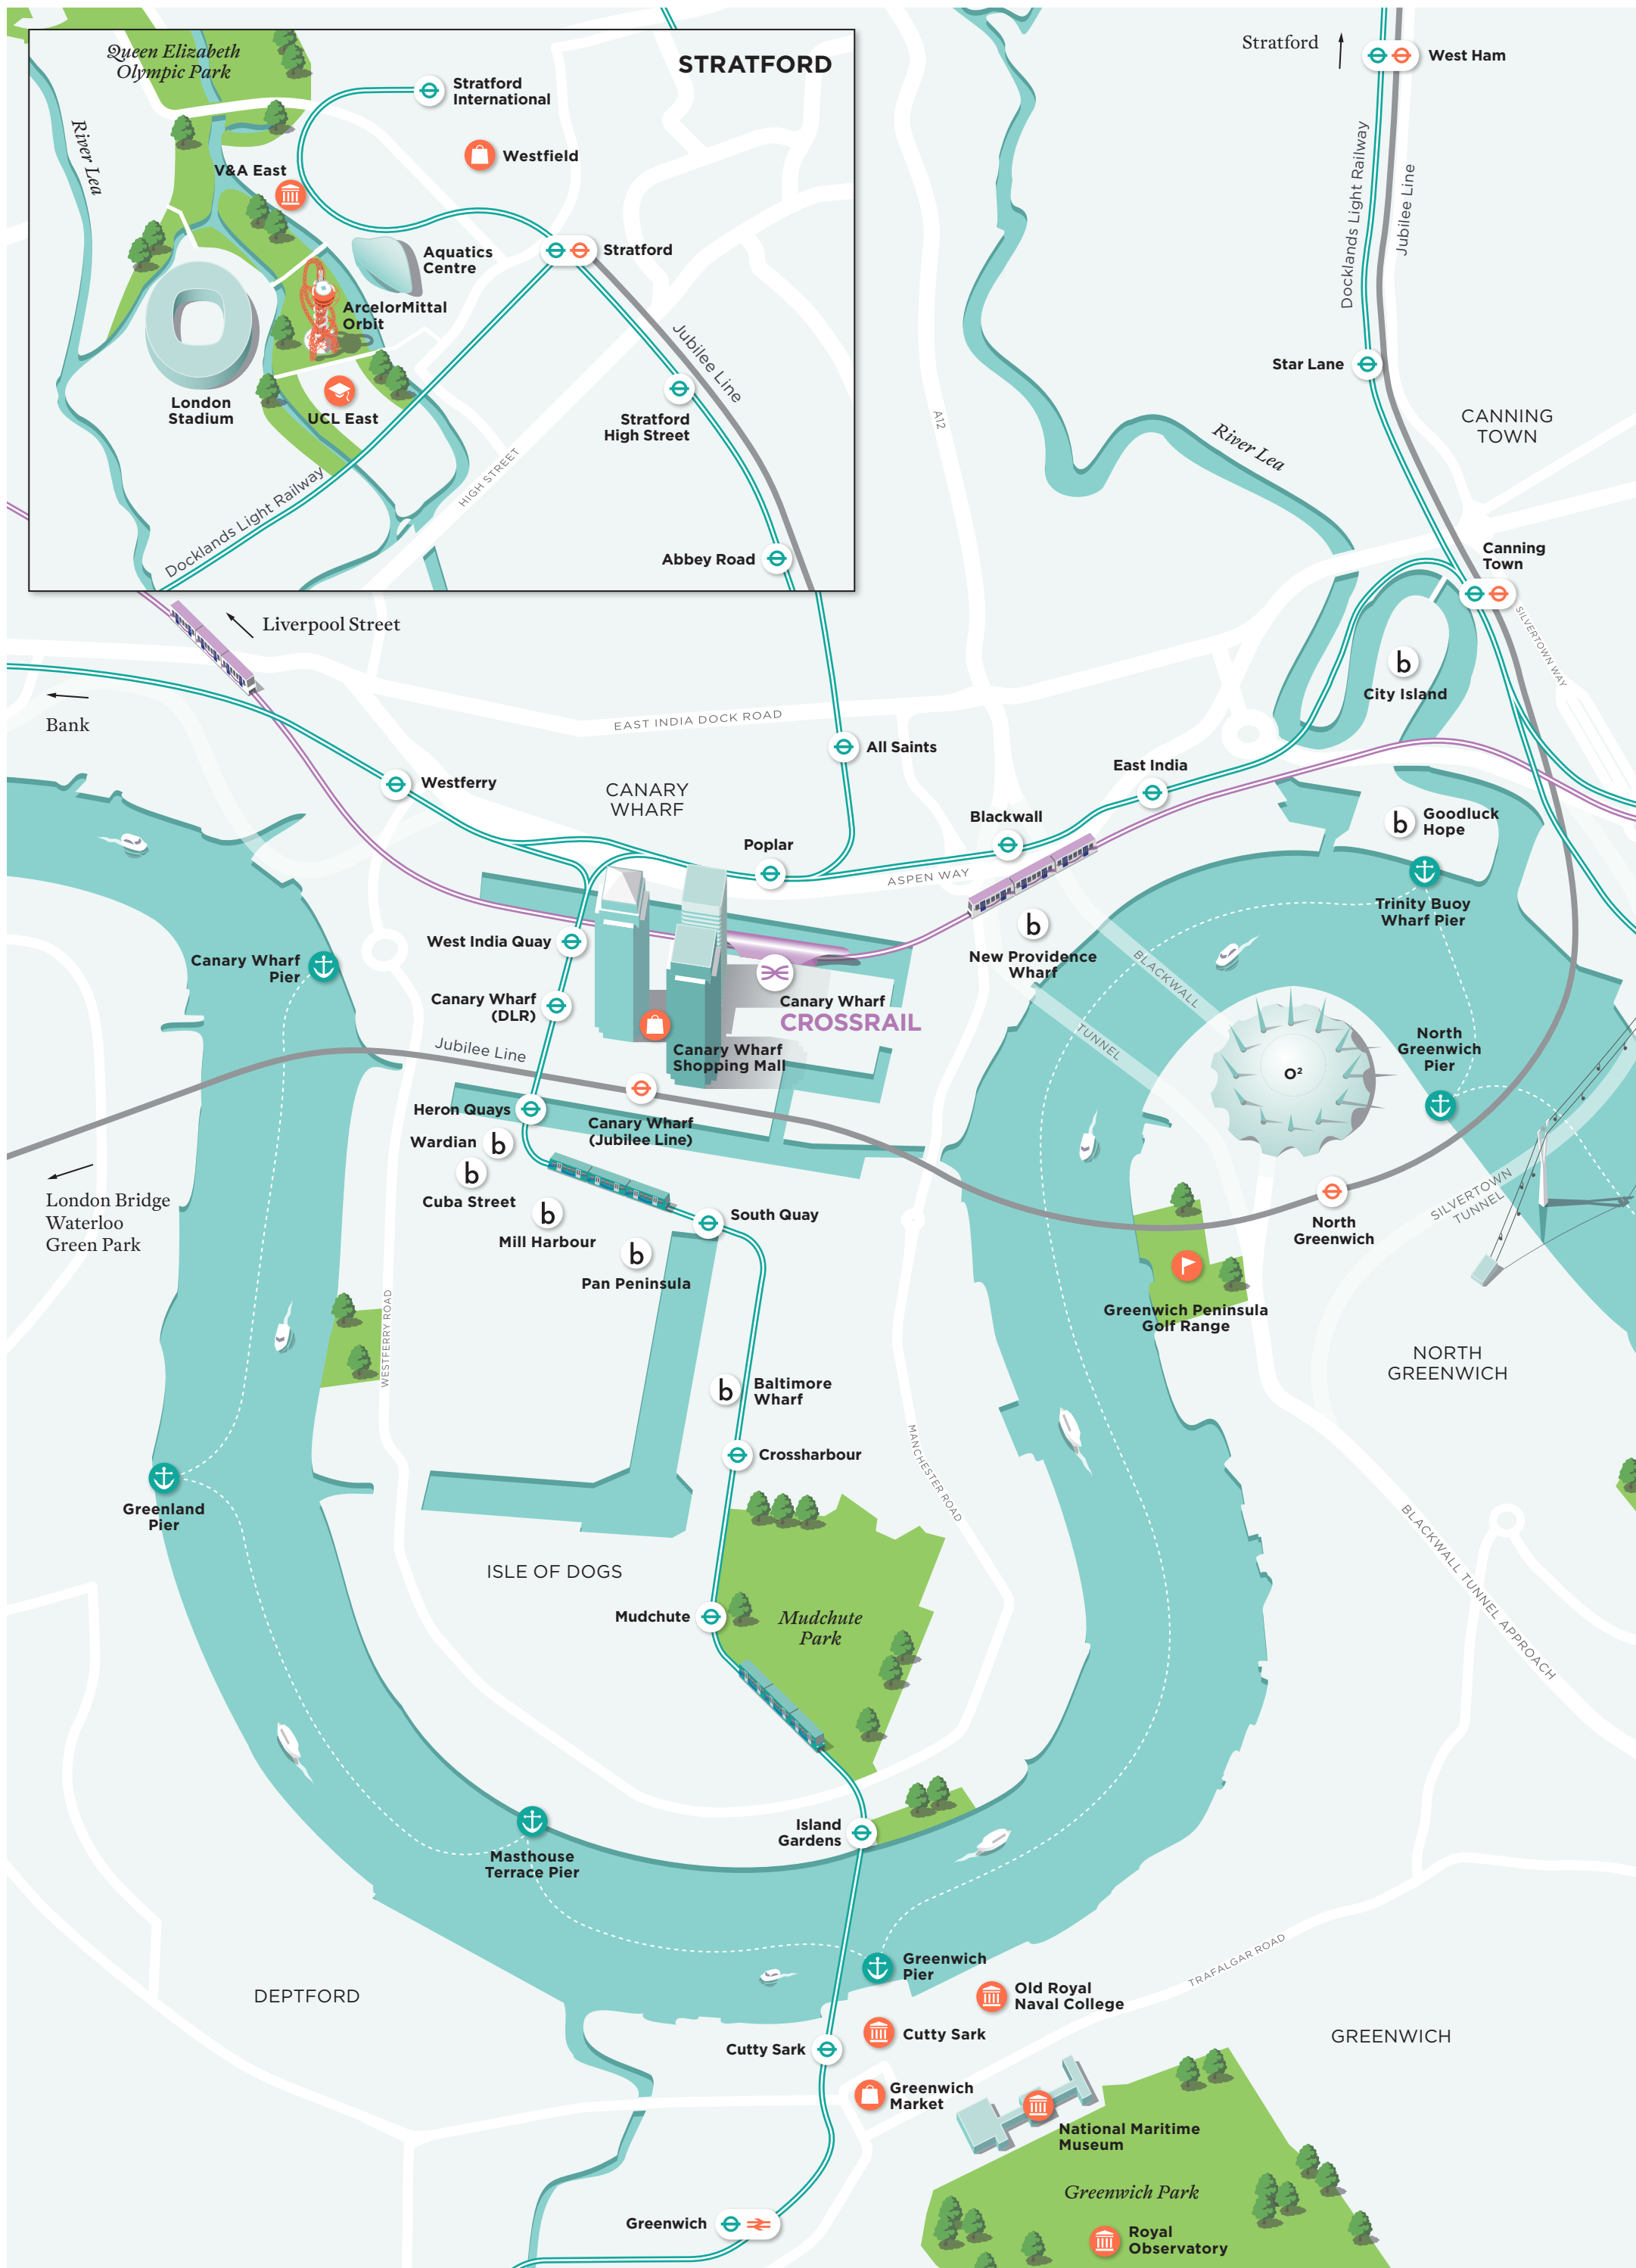 STRATFORD
Queen Elizabeth
Olympic Park
River Lea
Stratford
International
Westfield
V&A East
Aquatics
Centre
Stratford
ArcelorMittal
Orbit
London
Stadium
UCL East
Jubilee Line
Stratford
High Street
HIGH STREET
Docklands Light Railway
Abbey Road
Stratford
West Ham
Docklands Light Railway
Jubilee Line
Star Lane
CANNING
TOWN
A12
River Lea
Canning
Town
SILVERTOWN WAY
Liverpool Street
b
City Island
Bank
EAST INDIA DOCK ROAD
All Saints
Westferry
CANARY
WHARF
East India
Blackwall
b
Goodluck
Hope
Poplar
ASPEN WAY
Trinity Buoy
Wharf Pier
b
New Providence
Wharf
West India Quay
Canary Wharf
Pier
BLACKWALL
TUNNEL
Canary Wharf
(DLR)
Canary Wharf
CROSSRAIL
Jubilee Line
Canary Wharf
Shopping Mall
North
Greenwich
Pier
O²
Heron Quays
Canary Wharf
(Jubilee Line)
Wardian
b
b
Cuba Street
b
Mill Harbour
London Bridge
Waterloo
Green Park
South Quay
b
Pan Peninsula
North
Greenwich
SILVERTOWN
TUNNEL
Greenwich Peninsula
Golf Range
WESTFERRY ROAD
NORTH
GREENWICH
b
Baltimore
Wharf
Crossharbour
MANCHESTER ROAD
Greenland
Pier
BLACKWALL TUNNEL APPROACH
ISLE OF DOGS
Mudchute
Mudchute
Park
Island
Gardens
Masthouse
Terrace Pier
Greenwich
Pier
TRAFALGAR ROAD
DEPTFORD
Old Royal
Naval College
Cutty Sark
Cutty Sark
GREENWICH
Greenwich
Market
National Maritime
Museum
Greenwich Park
Greenwich
Royal
Observatory